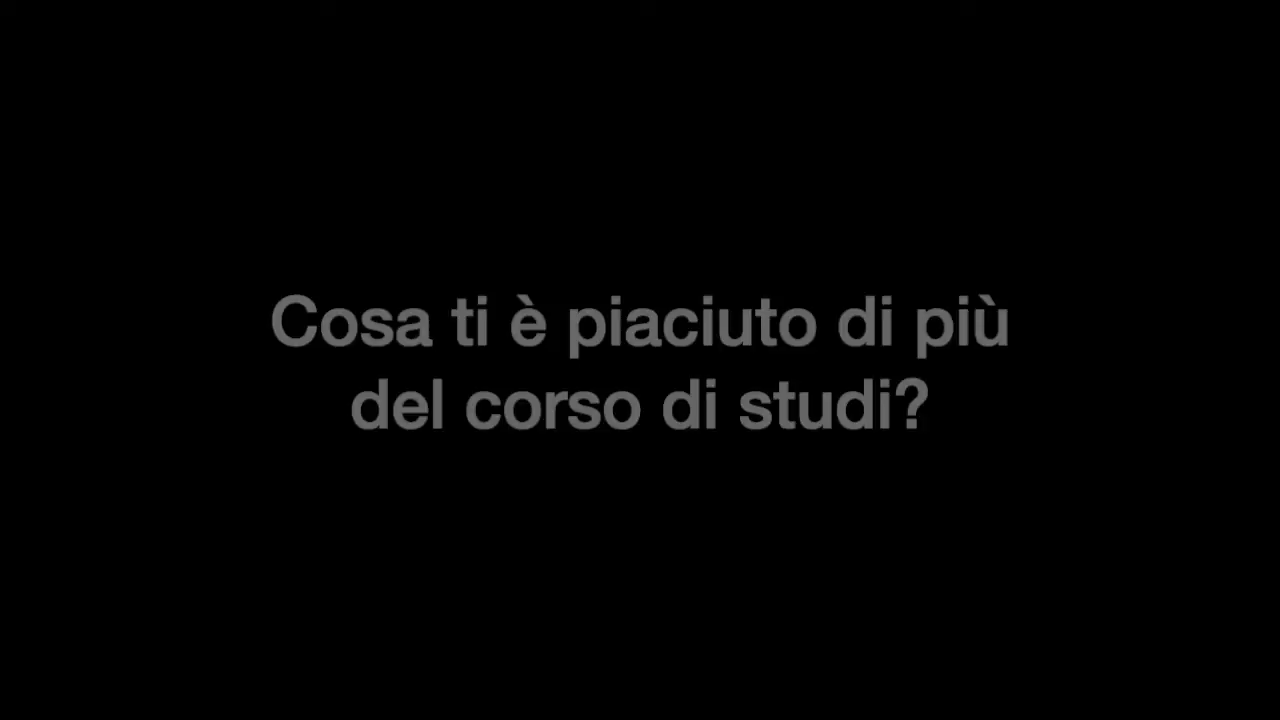 Cosa ti è piaciuto di più
del corso di studi?